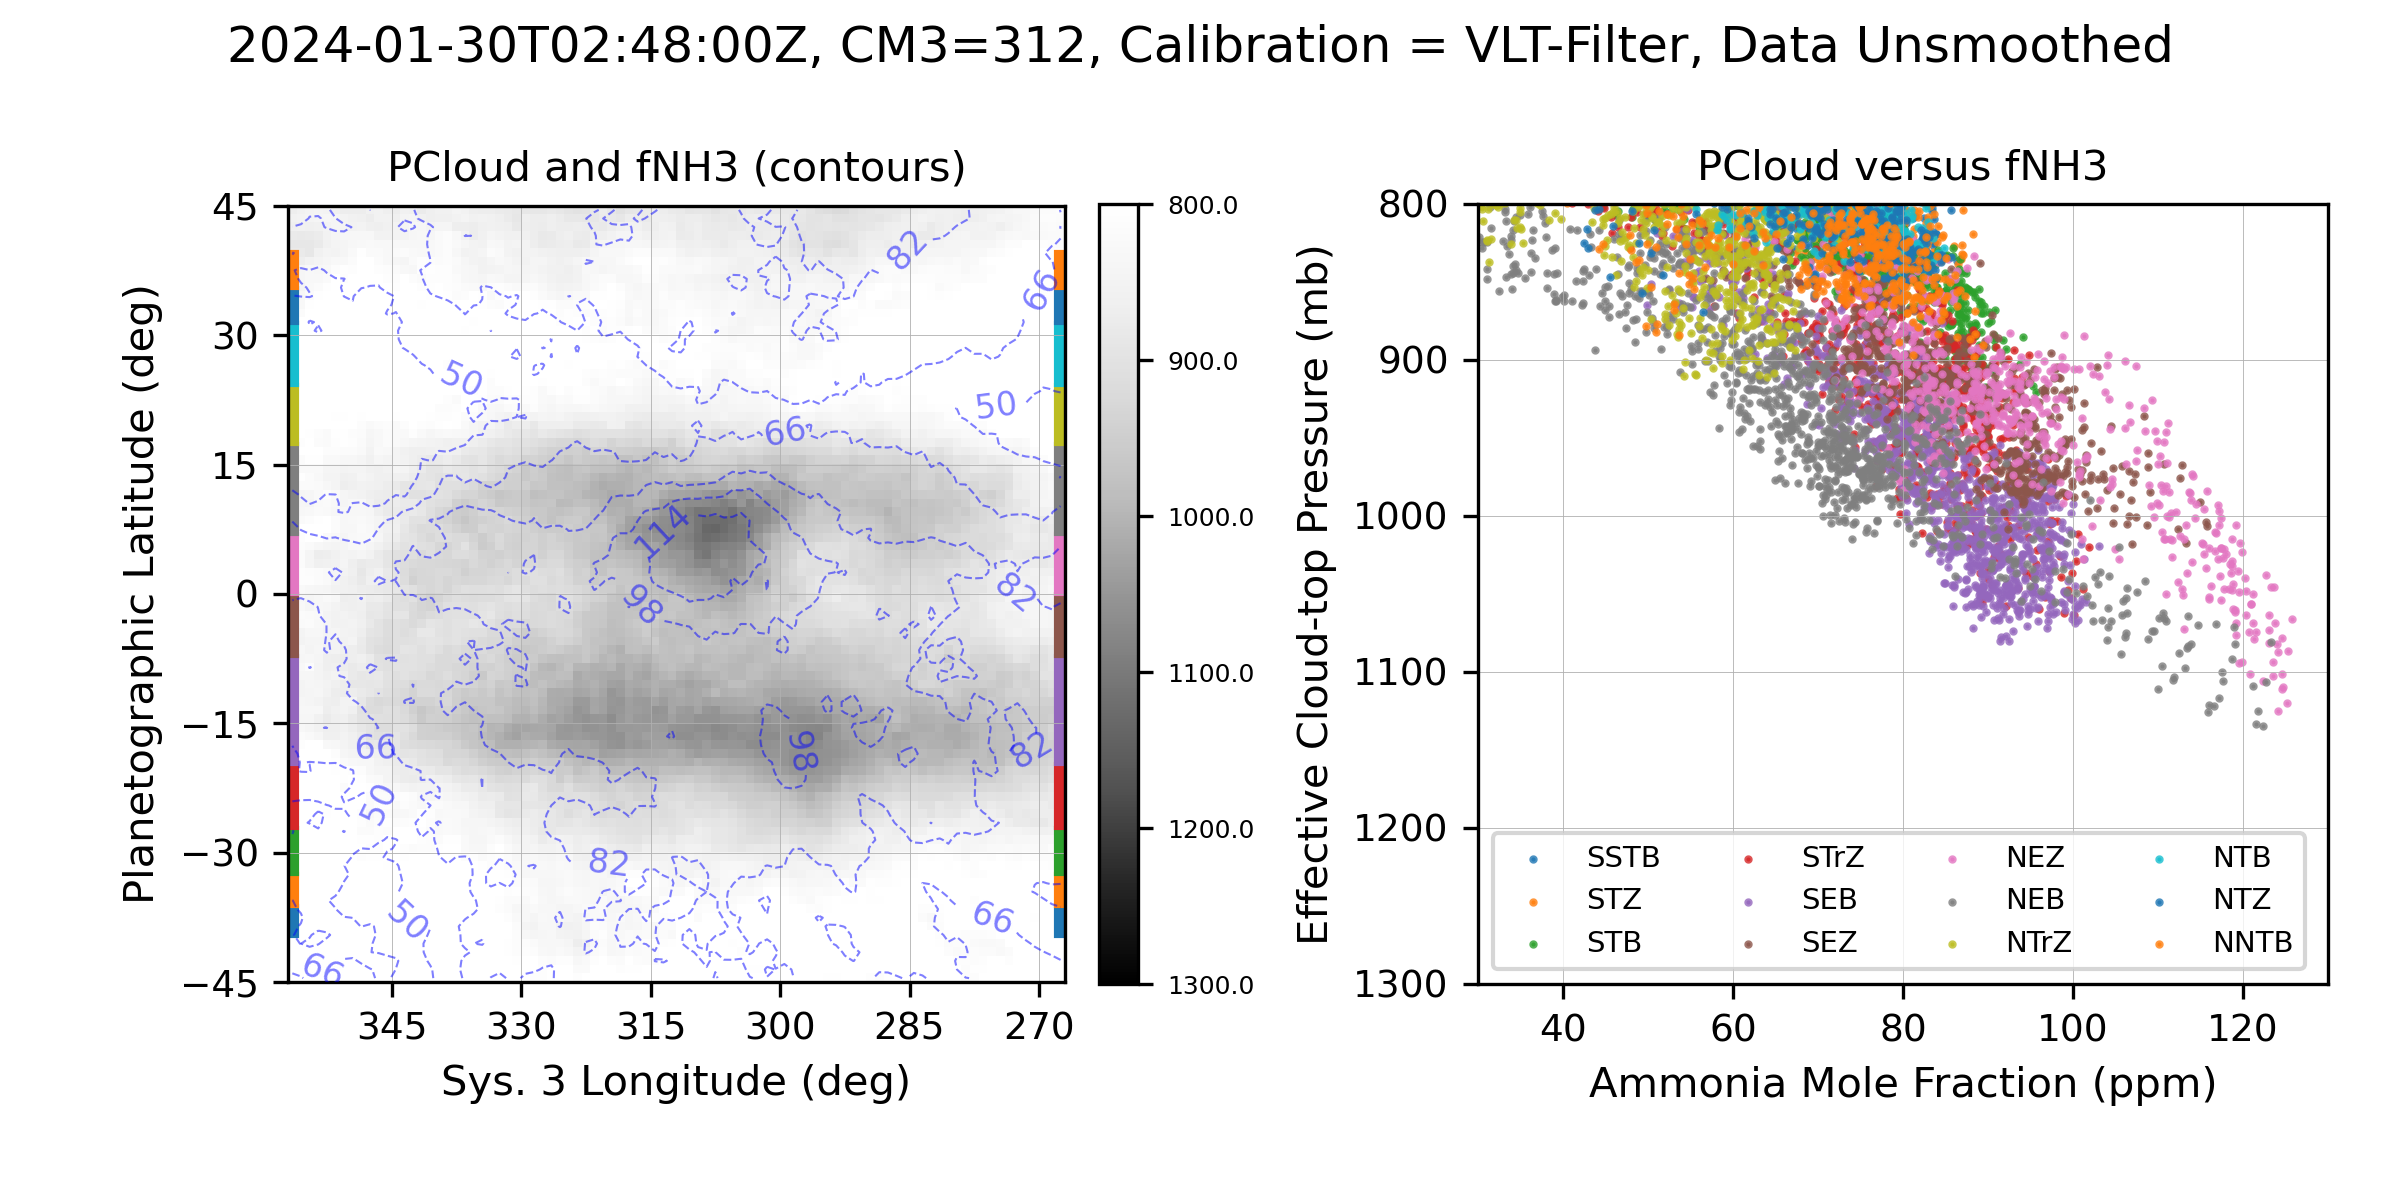 2024-01-30T02:48:00Z, CM3=312, Calibration = VLT-Filter, Data Unsmoothed
PCloud and fNH3 (contours)
Planetographic Latitude (deg)
45
30
15
0
−15
−30
−45
82
66
50
50
66
114
98
82
66
98
82
50
82
50
66
66
345
330
315
300
285
270
Sys. 3 Longitude (deg)
800.0
900.0
1000.0
1100.0
1200.0
1300.0
PCloud versus fNH3
Effective Cloud-top Pressure (mb)
800
900
1000
1100
1200
1300
SSTB
STZ
STB
STrZ
SEB
SEZ
NEZ
NEB
NTrZ
NTB
NTZ
NNTB
40
60
80
100
120
Ammonia Mole Fraction (ppm)